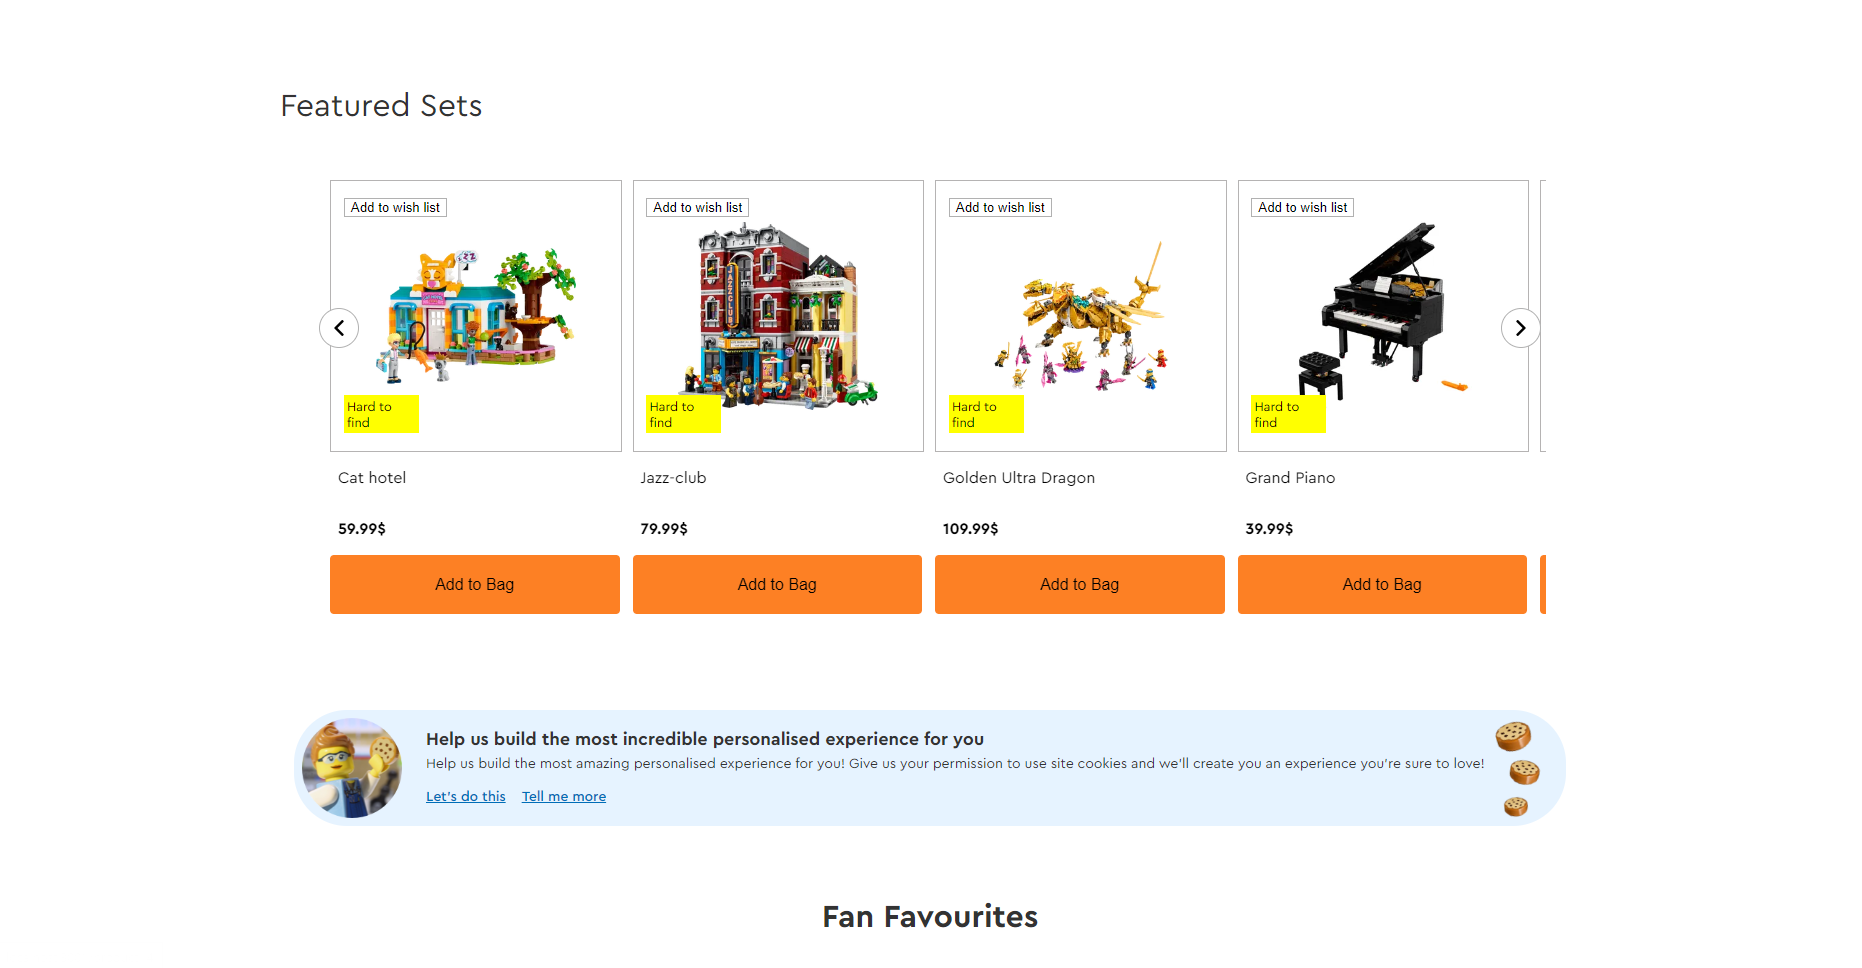 Featured Sets
Add to wish list
Hard to
find
Cat hotel
59.99$
Add to Bag
Add to wish list
JAZZ CLUB
Hard to
find
Jazz-club
79.99$
Add to Bag
Add to wish list
Hard to
find
Golden Ultra Dragon
109.99$
Add to Bag
Add to wish list
Hard to
find
Grand Piano
39.99$
Add to Bag
Help us build the most incredible personalised experience for you
Help us build the most amazing personalised experience for you! Give us your permission to use site cookies and we'll create you an experience you're sure to love!
Let's do this Tell me more
Fan Favourites